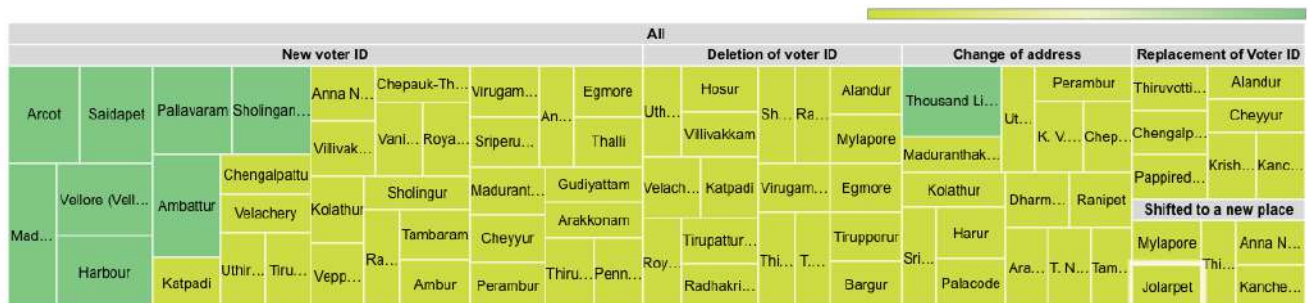 All
New voter ID
Deletion of voter ID
Change of address
Replacement of Voter ID
Arcot
Saidapet
Mad...
Vellore (Vell...
Harbour
Pallavaram
Sholingan...
Ambattur
Chengalpattu
Velachery
Katpadi
Uthir...
Tiru...
Anna N...
Chepauk-Th...
Villivak...
Vani...
Roya...
Kolathur
Sholingur
Vepp...
Ra...
Tambaram
Ambur
Virugam...
Sriperu...
An...
Egmore
Thalli
Madurant...
Gudiyattam
Arakkonam
Cheyyur
Perambur
Thiru...
Penn...
Uth...
Hosur
Villivakkam
Sh...
Ra...
Alandur
Mylapore
Velach...
Katpadi
Virugam...
Egmore
Roy...
Tirupattur...
Radhakri...
Thi...
T. ...
Tirupporur
Bargur
Thousand Li...
Maduranthak...
Ut...
Perambur
K. V....
Chep...
Kolathur
Sri...
Harur
Palacode
Dharm...
Ranipet
Ara...
T. N...
Tam...
Thiruvotti...
Chengalp...
Pappired...
Alandur
Cheyyur
Krish...
Kanc...
Shifted to a new place
Mylapore
Jolarpet
Thi...
Anna N...
Kanche...